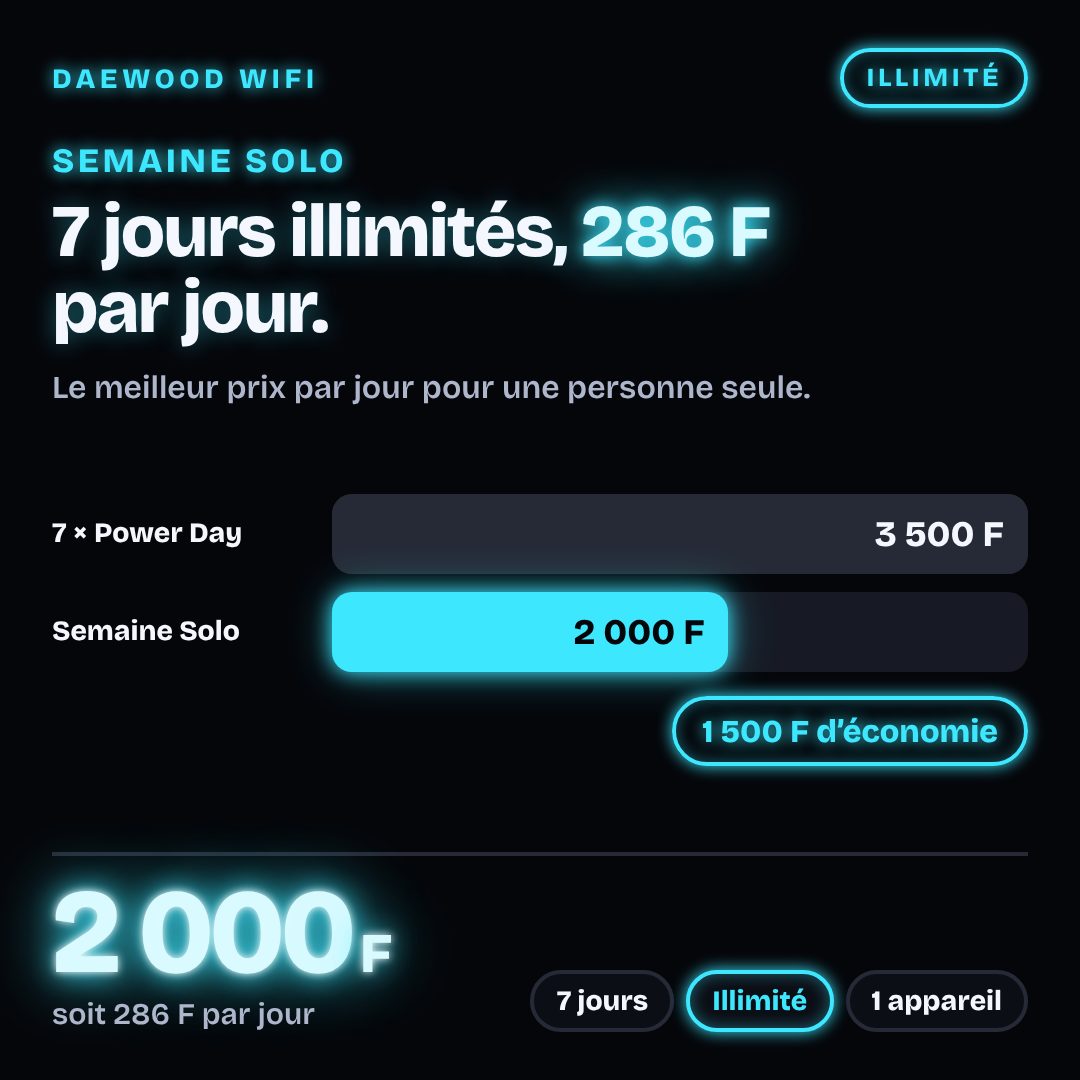 DAEWOOD WIFI
ILLIMITÉ
SEMAINE SOLO
7 jours illimités, 286 F
par jour.
Le meilleur prix par jour pour une personne seule.
7 × Power Day
3 500 F
Semaine Solo
2 000 F
1 500 F d’économie
2 000 F
soit 286 F par jour
7 jours
Illimité
1 appareil